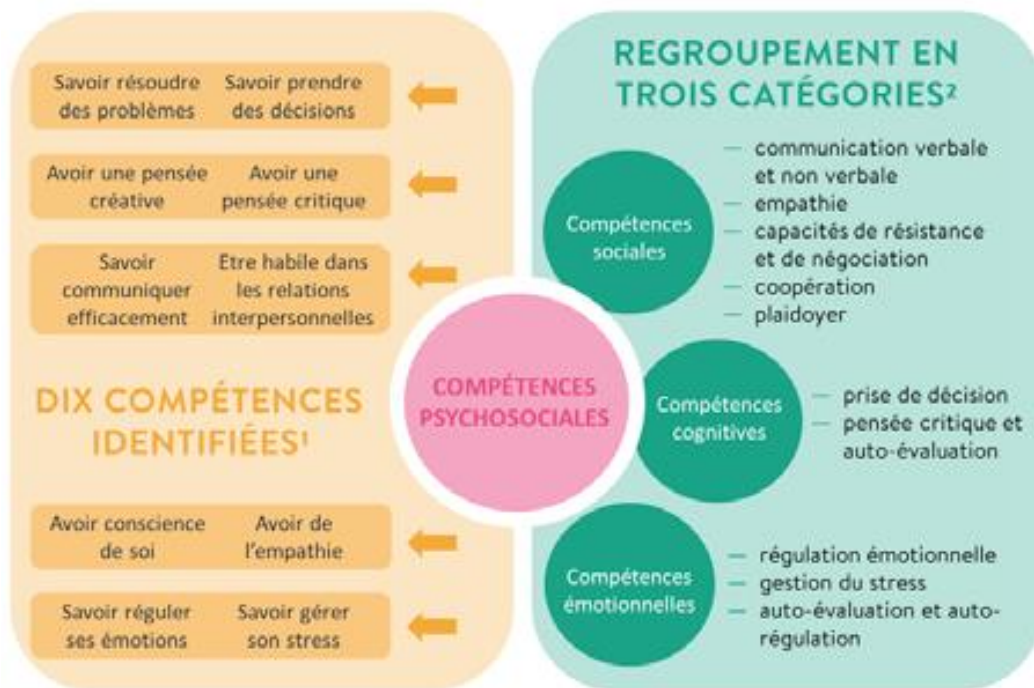 Savoir résoudre
des problèmes
Savoir prendre
des décisions
Avoir une pensée
créative
Avoir une
pensée critique
Savoir
communiquer
efficacement
Etre habile dans
les relations
interpersonnelles
DIX COMPÉTENCES
IDENTIFIÉES¹
Avoir conscience
de soi
Avoir de
l'empathie
Savoir réguler
ses émotions
Savoir gérer
son stress
COMPÉTENCES
PSYCHOSOCIALES
REGROUPEMENT EN
TROIS CATÉGORIES²
Compétences
sociales
— communication verbale
et non verbale
— empathie
— capacités de résistance
et de négociation
— coopération
— plaidoyer
Compétences
cognitives
— prise de décision
— pensée critique et
auto-évaluation
Compétences
émotionnelles
— régulation émotionnelle
— gestion du stress
— auto-évaluation et auto-
régulation